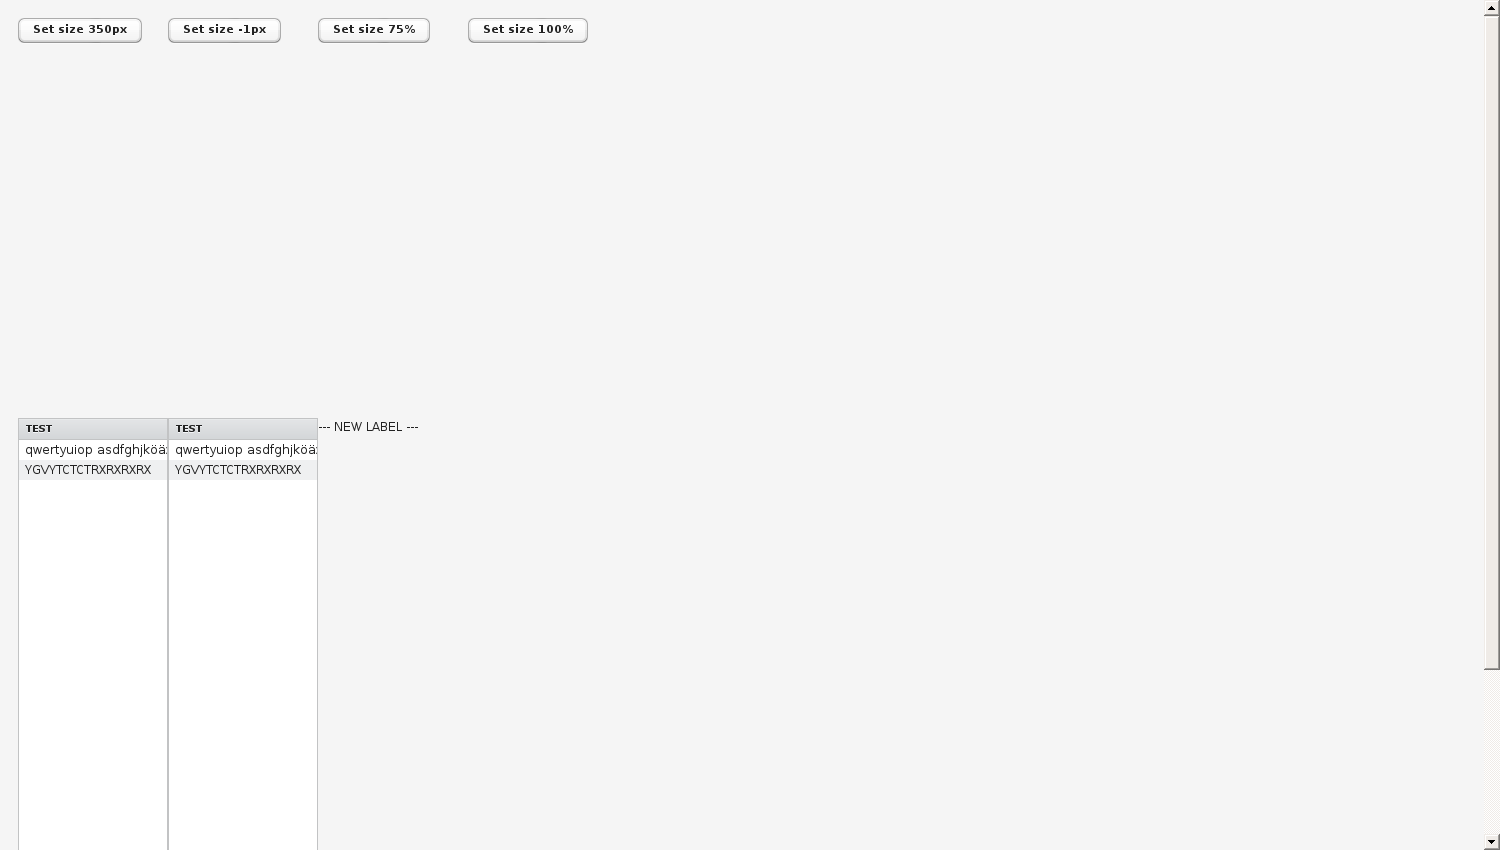 Set size 350px Set size -1px Set size 75% Set size 100%
TEST TEST --- NEW LABEL ---
qwertyuiop asdfghjköä qwertyuiop asdfghjköä
YGVYTCTCTRXRXRXRX YGVYTCTCTRXRXRXRX